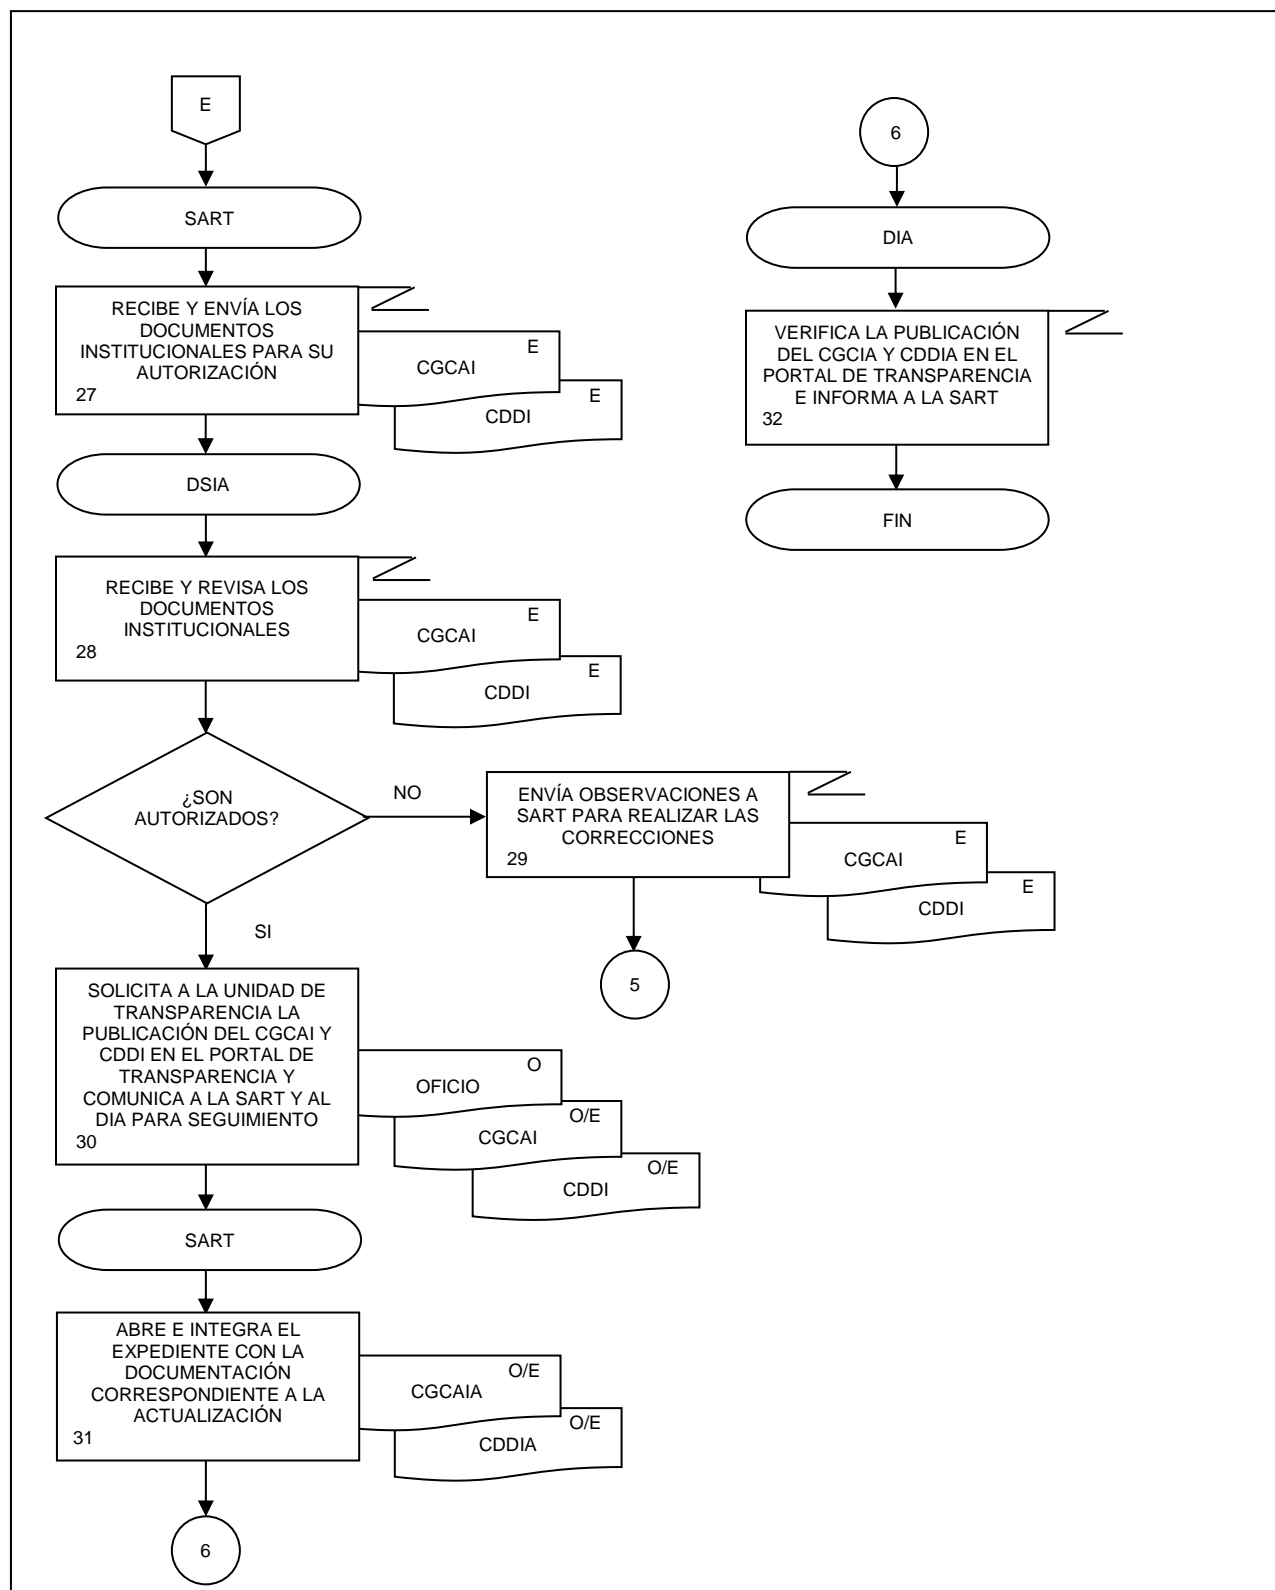 E
SART
RECIBE Y ENVÍA LOS
DOCUMENTOS
INSTITUCIONALES PARA SU
AUTORIZACIÓN
27
E
CGCAI
E
CDDI
DSIA
RECIBE Y REVISA LOS
DOCUMENTOS
INSTITUCIONALES
28
E
CGCAI
E
CDDI
¿SON
AUTORIZADOS?
NO
ENVÍA OBSERVACIONES A
SART PARA REALIZAR LAS
CORRECCIONES
29
E
CGCAI
E
CDDI
5
SI
SOLICITA A LA UNIDAD DE
TRANSPARENCIA LA
PUBLICACIÓN DEL CGCAI Y
CDDI EN EL PORTAL DE
TRANSPARENCIA Y
COMUNICA A LA SART Y AL
DIA PARA SEGUIMIENTO
30
O
OFICIO
O/E
CGCAI
O/E
CDDI
SART
ABRE E INTEGRA EL
EXPEDIENTE CON LA
DOCUMENTACIÓN
CORRESPONDIENTE A LA
ACTUALIZACIÓN
31
O/E
CGCAIA
O/E
CDDIA
6
6
DIA
VERIFICA LA PUBLICACIÓN
DEL CGCIA Y CDDIA EN EL
PORTAL DE TRANSPARENCIA
E INFORMA A LA SART
32
FIN